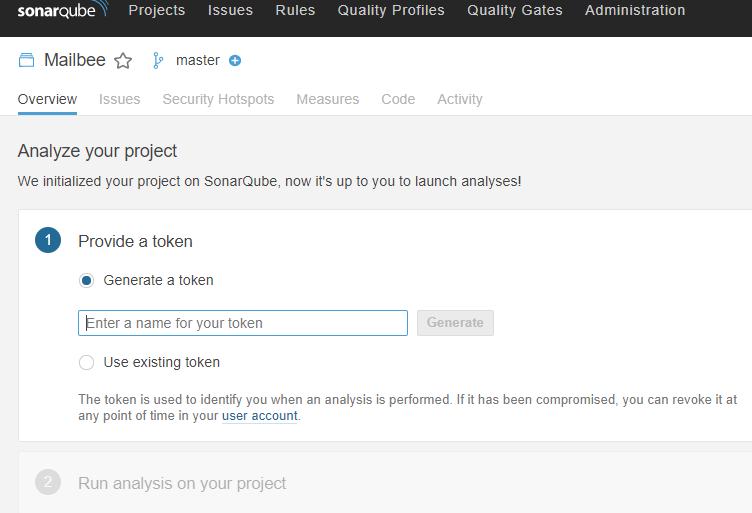 sonarqube Projects Issues Rules Quality Profiles Quality Gates Administration
Mailbee master
Overview Issues Security Hotspots Measures Code Activity
Analyze your project
We initialized your project on SonarQube, now it's up to you to launch analyses!
1 Provide a token
Generate a token
Enter a name for your token Generate
Use existing token
The token is used to identify you when an analysis is performed. If it has been compromised, you can revoke it at
any point of time in your user account.
2 Run analysis on your project